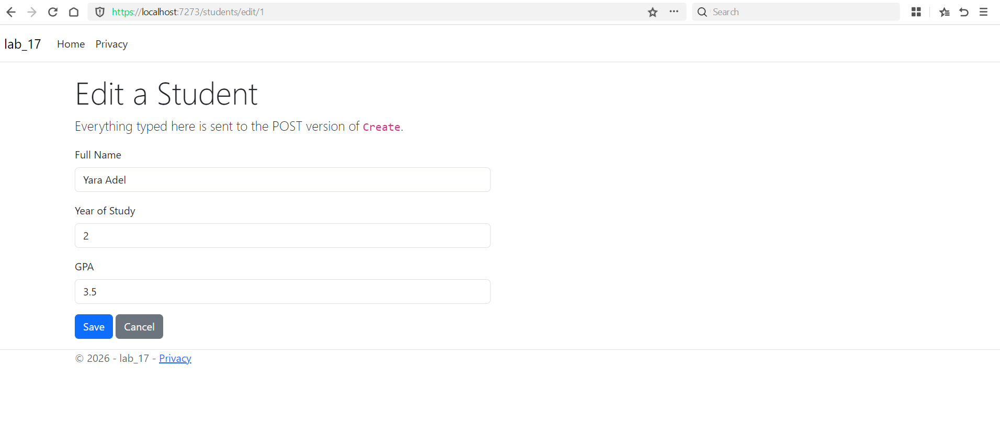 https://localhost:7273/students/edit/1
Search
lab_17 Home Privacy
Edit a Student
Everything typed here is sent to the POST version of Create.
Full Name
Yara Adel
Year of Study
2
GPA
3.5
Save Cancel
© 2026 - lab_17 - Privacy